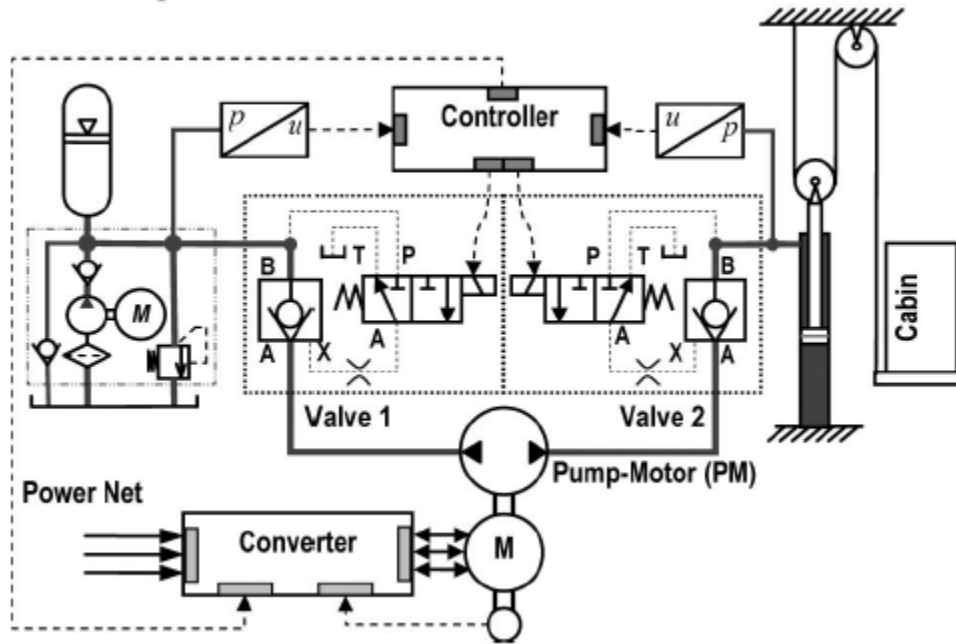 Controller
p
u
u
p
T
P
P
T
B
B
M
A
X
A
A
X
A
Cabin
Valve 1
Valve 2
Pump-Motor (PM)
Power Net
Converter
M